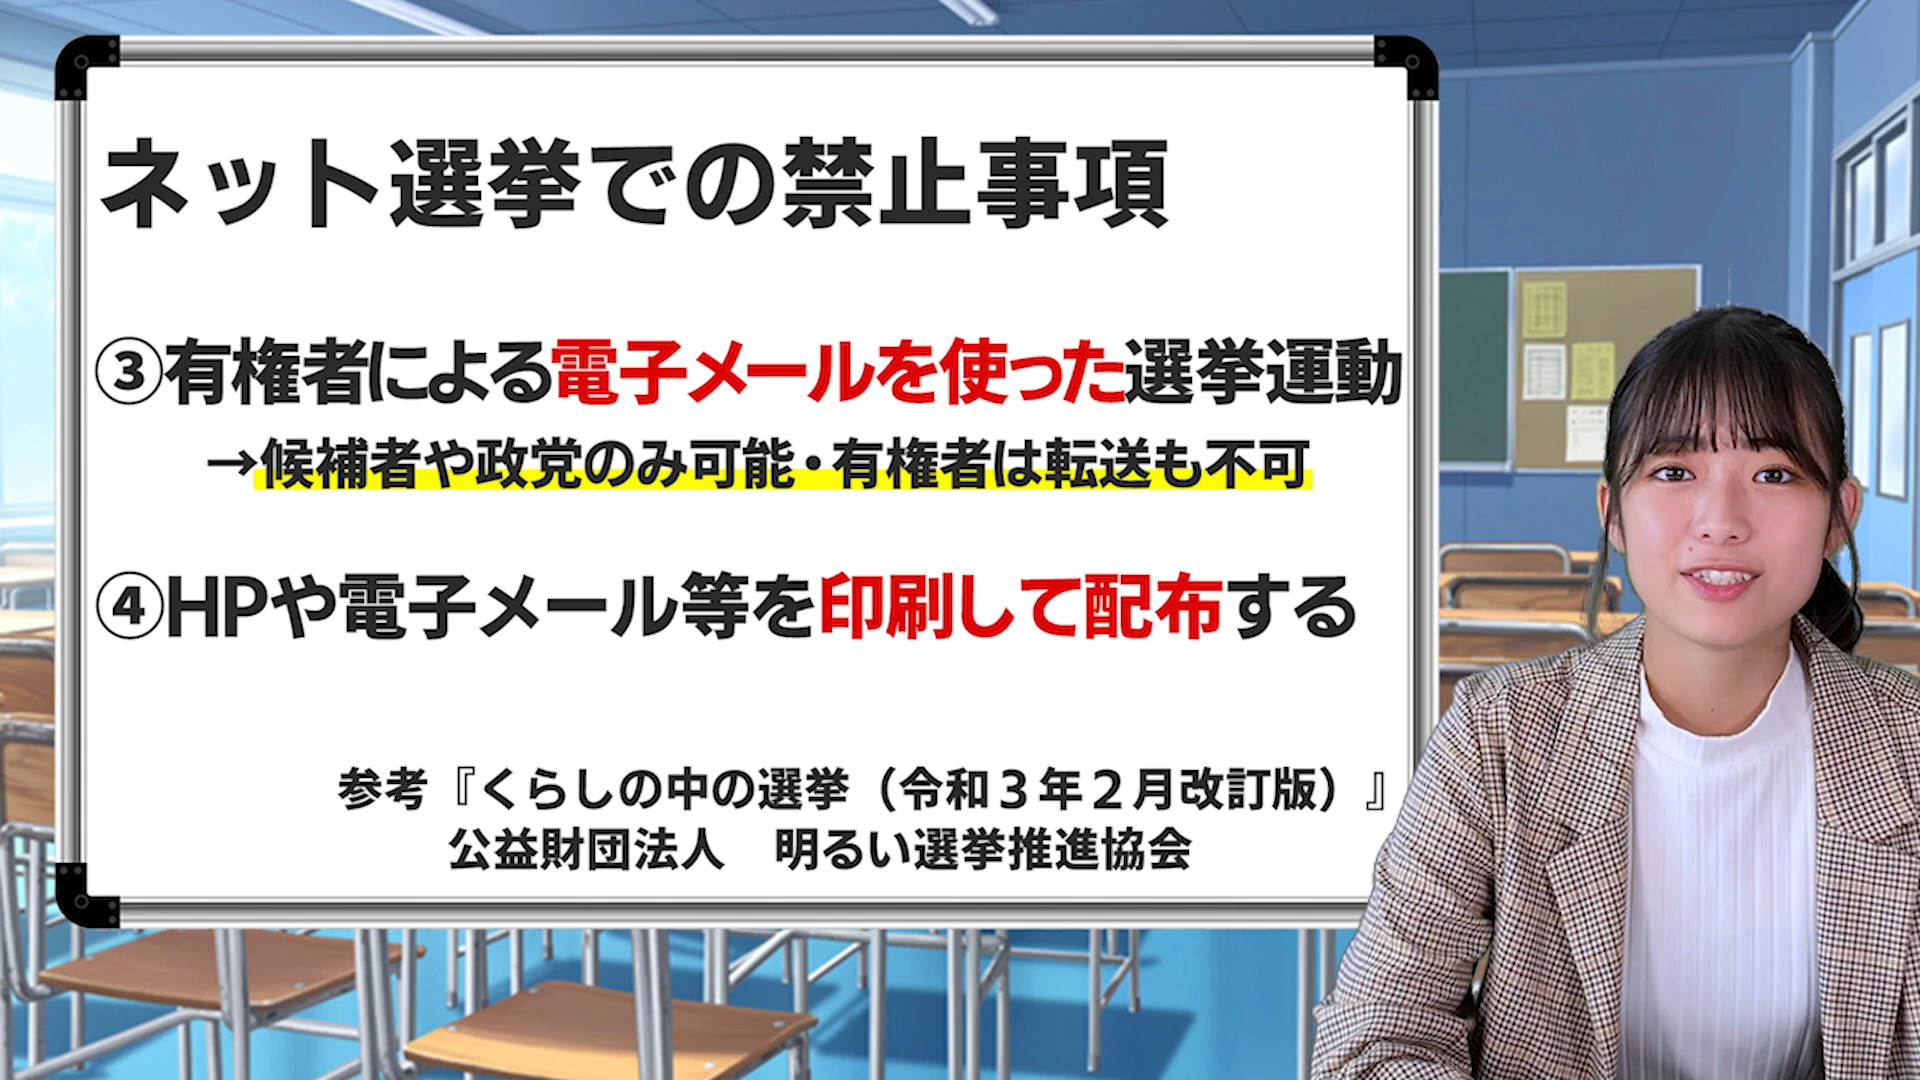 ネット選挙での禁止事項
③有権者による電子メールを使った選挙運動
→候補者や政党のみ可能・有権者は転送も不可
④HPや電子メール等を印刷して配布する
参考『くらしの中の選挙（令和３年２月改訂版）』
公益財団法人　明るい選挙推進協会